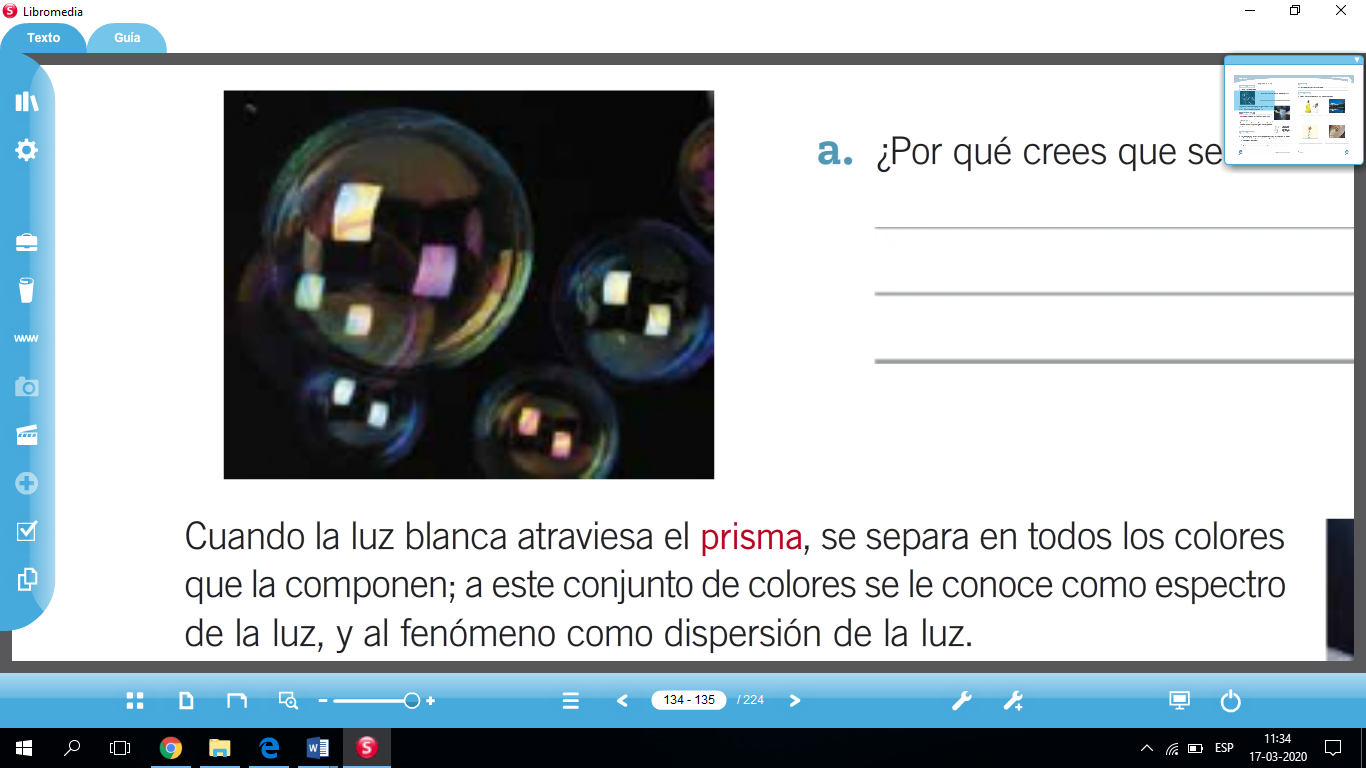 Libromedia
Texto
Guía
a. ¿Por qué crees que se
www
Cuando la luz blanca atraviesa el prisma, se separa en todos los colores
que la componen; a este conjunto de colores se le conoce como espectro
de la luz, y al fenómeno como dispersión de la luz.
134 - 135 / 224
ESP
11:34
17-03-2020